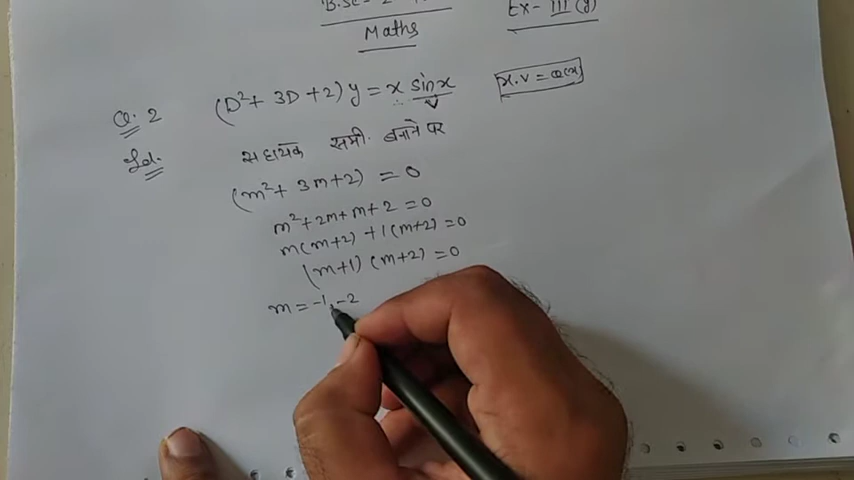 Maths
Ex-III (y)
Q.2 (D²+ 3D+2) y = x sinx x.v = Q(x)
Sol. सहायक समी. बनाने पर
(m²+ 3m+2) = 0
m²+2m+m+2 = 0
m(m+2) +1(m+2) = 0
(m+1) (m+2) = 0
m = -1, -2